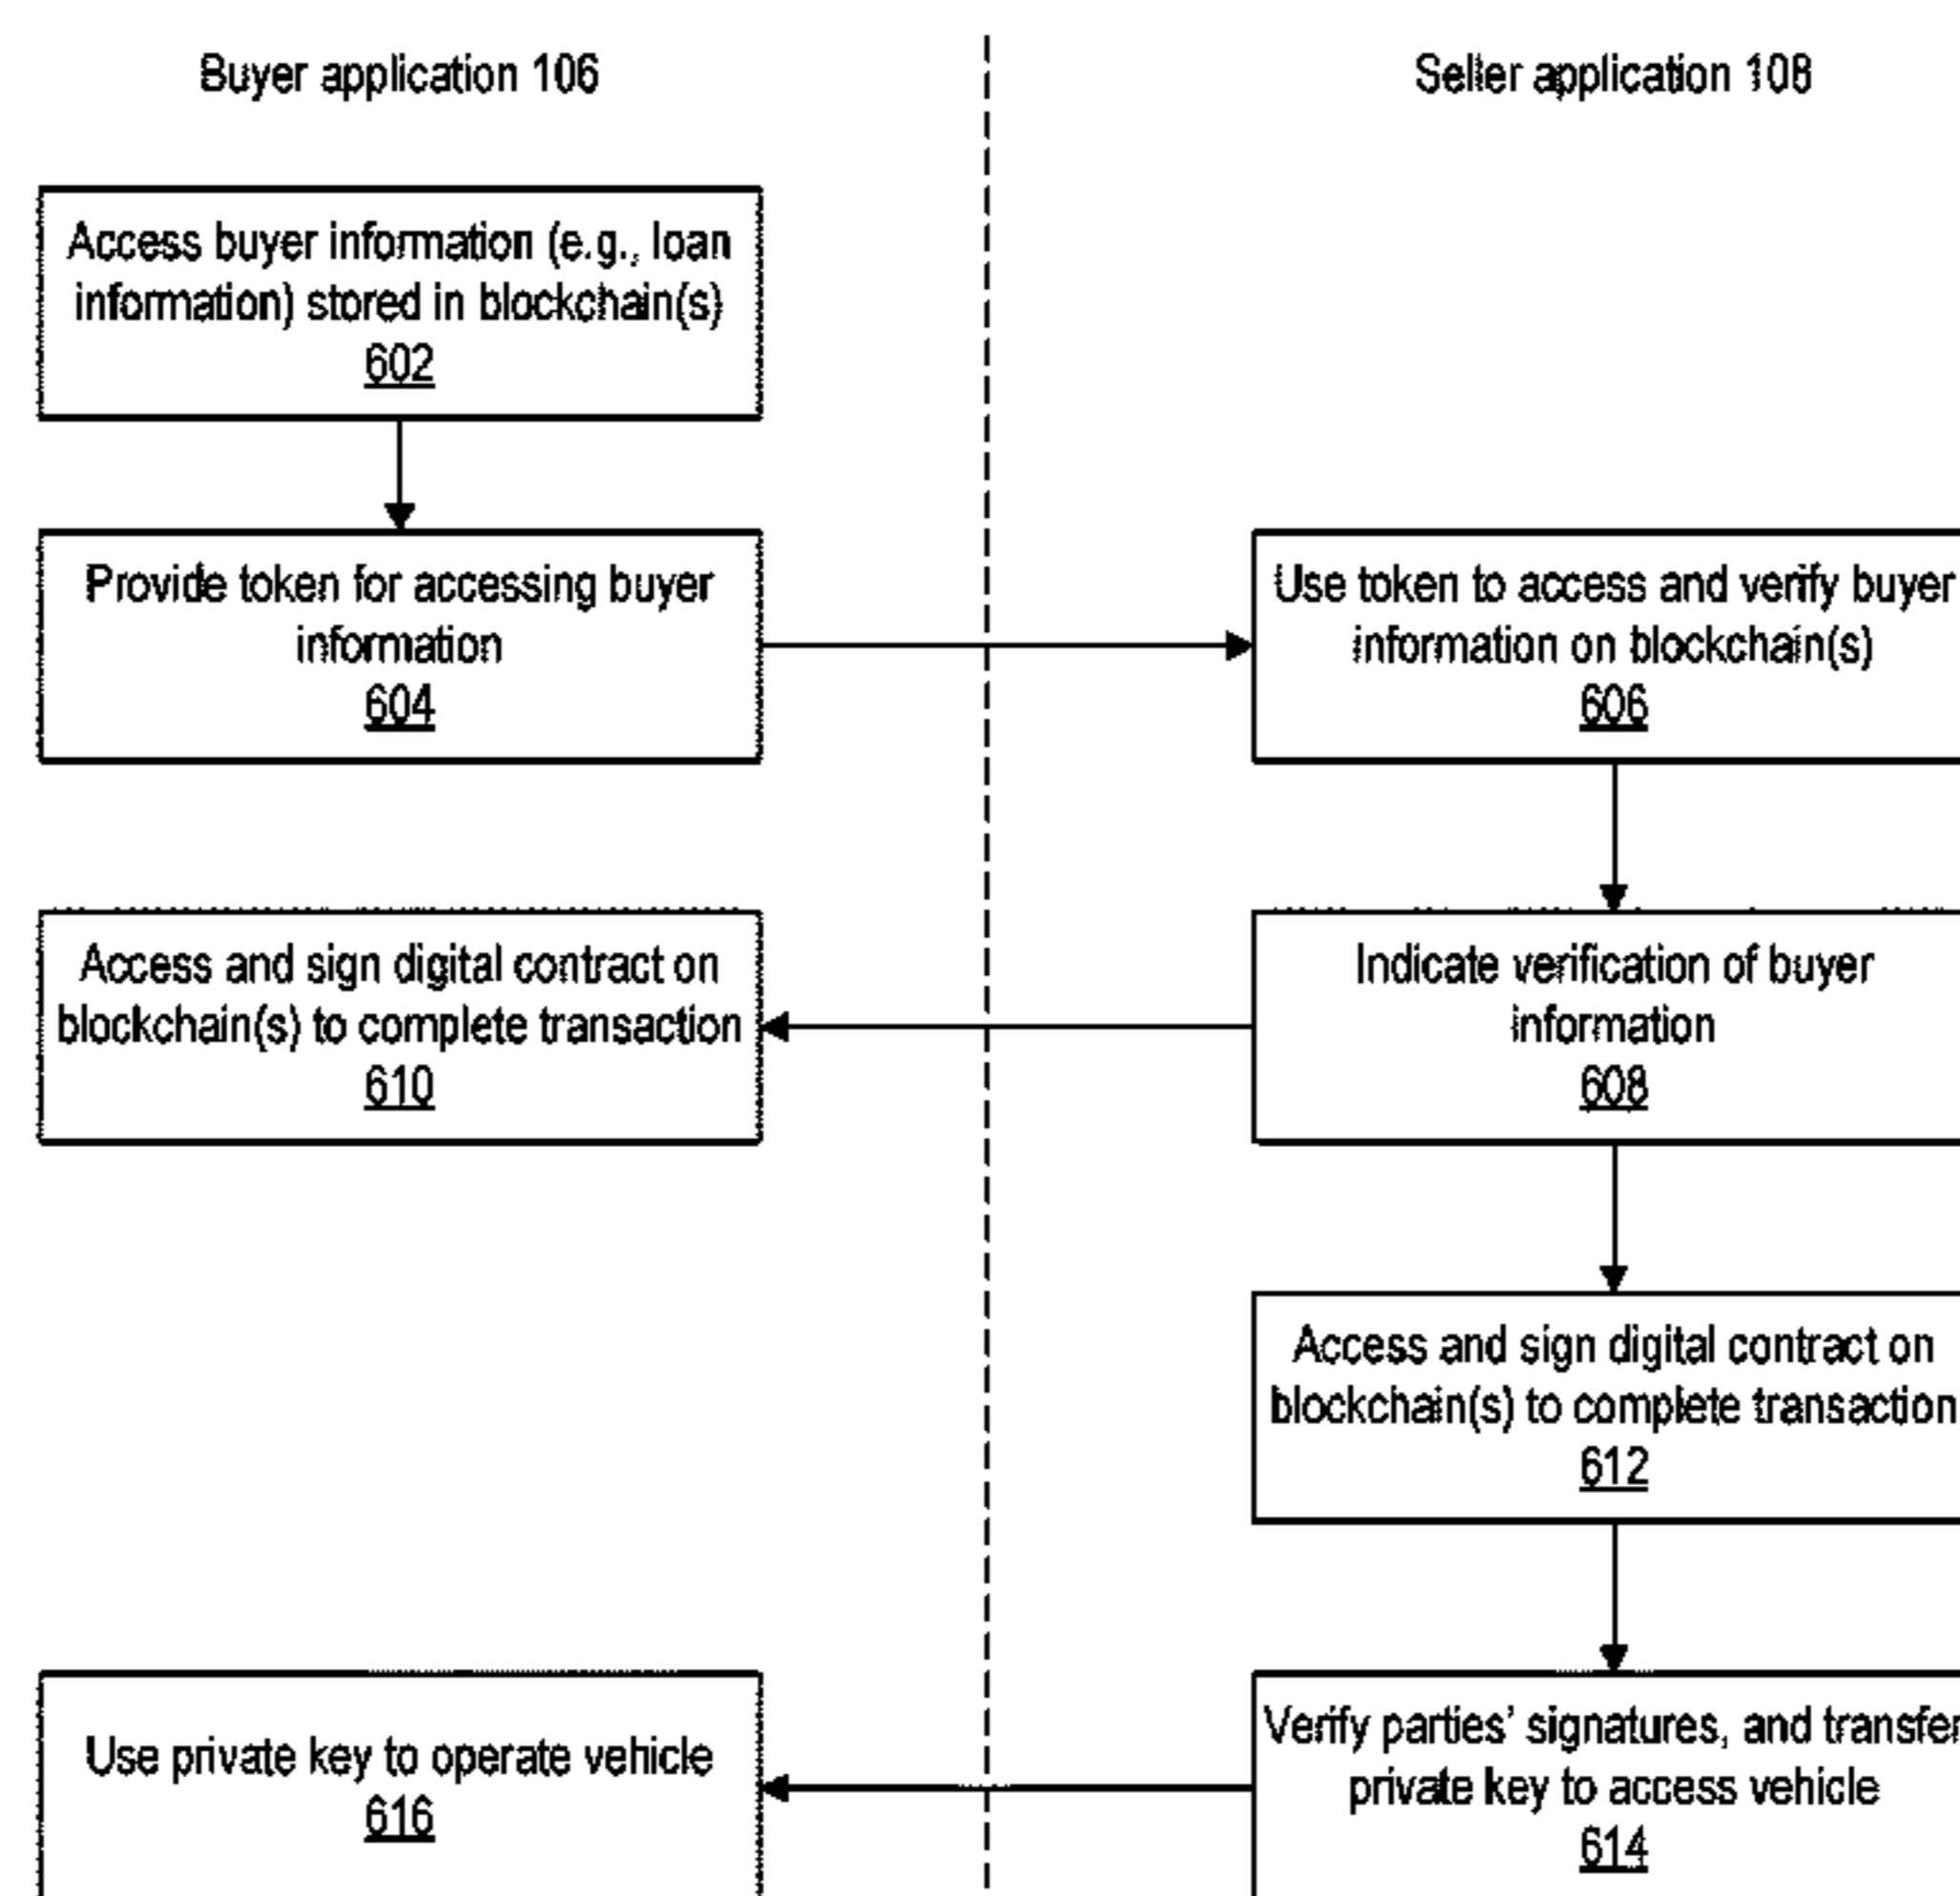 Buyer application 106
Seller application 108
Access buyer information (e.g., loan
information) stored in blockchain(s)
602
Provide token for accessing buyer
information
604
Use token to access and verify buyer
information on blockchain(s)
606
Access and sign digital contract on
blockchain(s) to complete transaction
610
Indicate verification of buyer
information
608
Access and sign digital contract on
blockchain(s) to complete transaction
612
Use private key to operate vehicle
616
Verify parties’ signatures, and transfer
private key to access vehicle
614